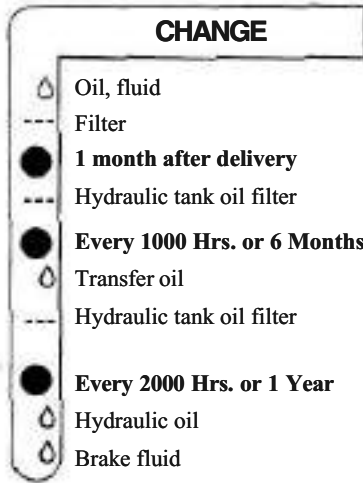 CHANGE
Oil, fluid
Filter
1 month after delivery
Hydraulic tank oil filter
Every 1000 Hrs. or 6 Months
Transfer oil
Hydraulic tank oil filter
Every 2000 Hrs. or 1 Year
Hydraulic oil
Brake fluid